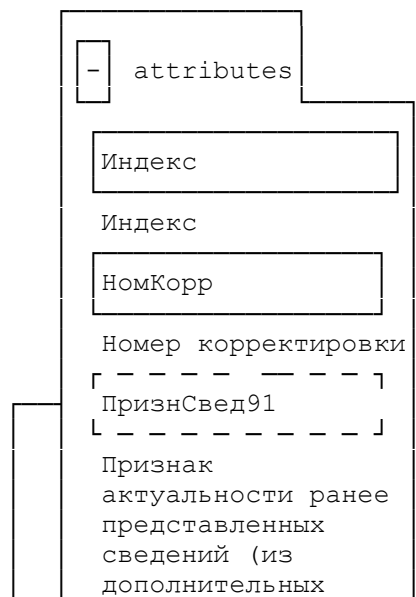 - attributes
Индекс
Индекс
НомКорр
Номер корректировки
ПризнСвед91
Признак
актуальности ранее
представленных
сведений (из
дополнительных